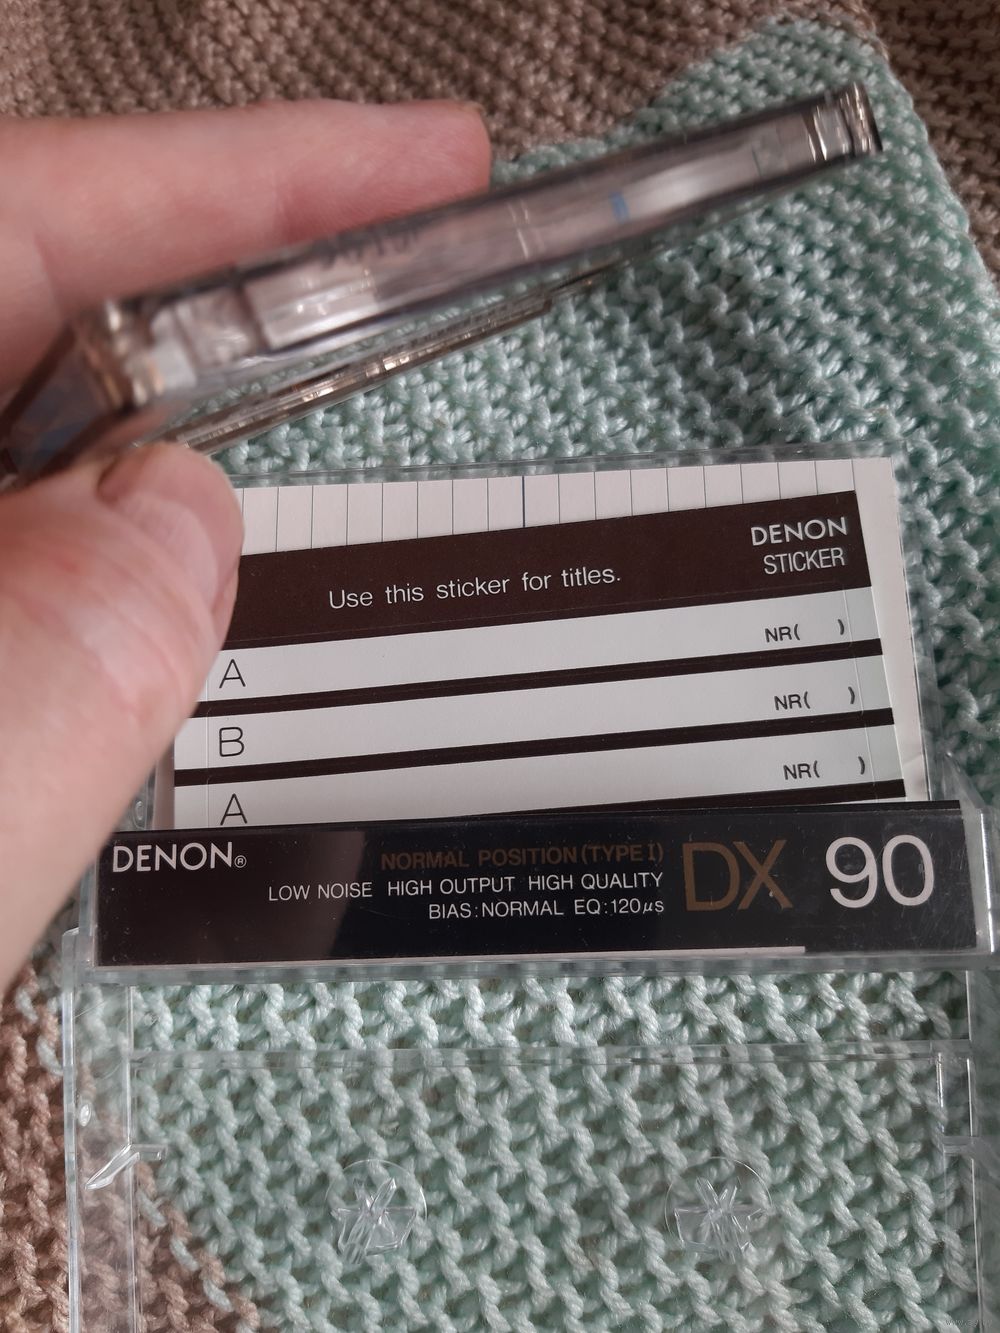 DENON
STICKER
Use this sticker for titles.
A NR( )
B NR( )
A NR( )
DENON®
NORMAL POSITION (TYPE I)
LOW NOISE HIGH OUTPUT HIGH QUALITY
BIAS:NORMAL EQ:120μs
DX 90